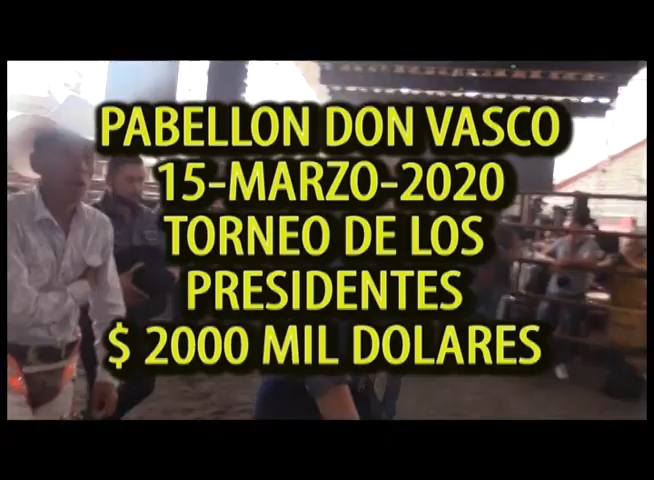 PABELLON DON VASCO
15-MARZO-2020
TORNEO DE LOS
PRESIDENTES
$ 2000 MIL DOLARES